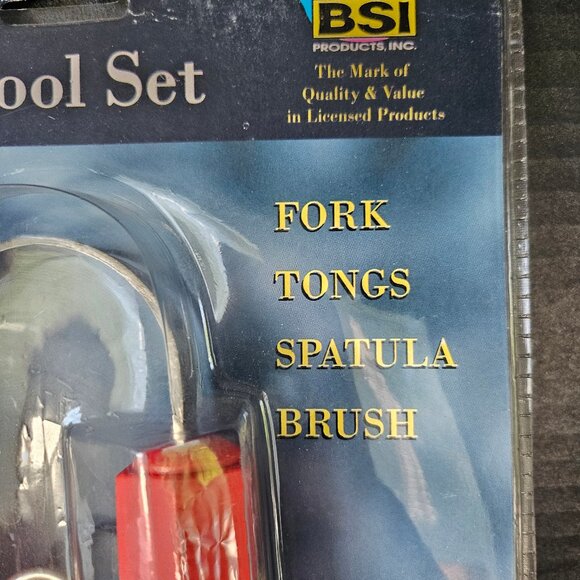 BSI
PRODUCTS, INC.
ool Set
The Mark of
Quality & Value
in Licensed Products
FORK
TONGS
SPATULA
BRUSH